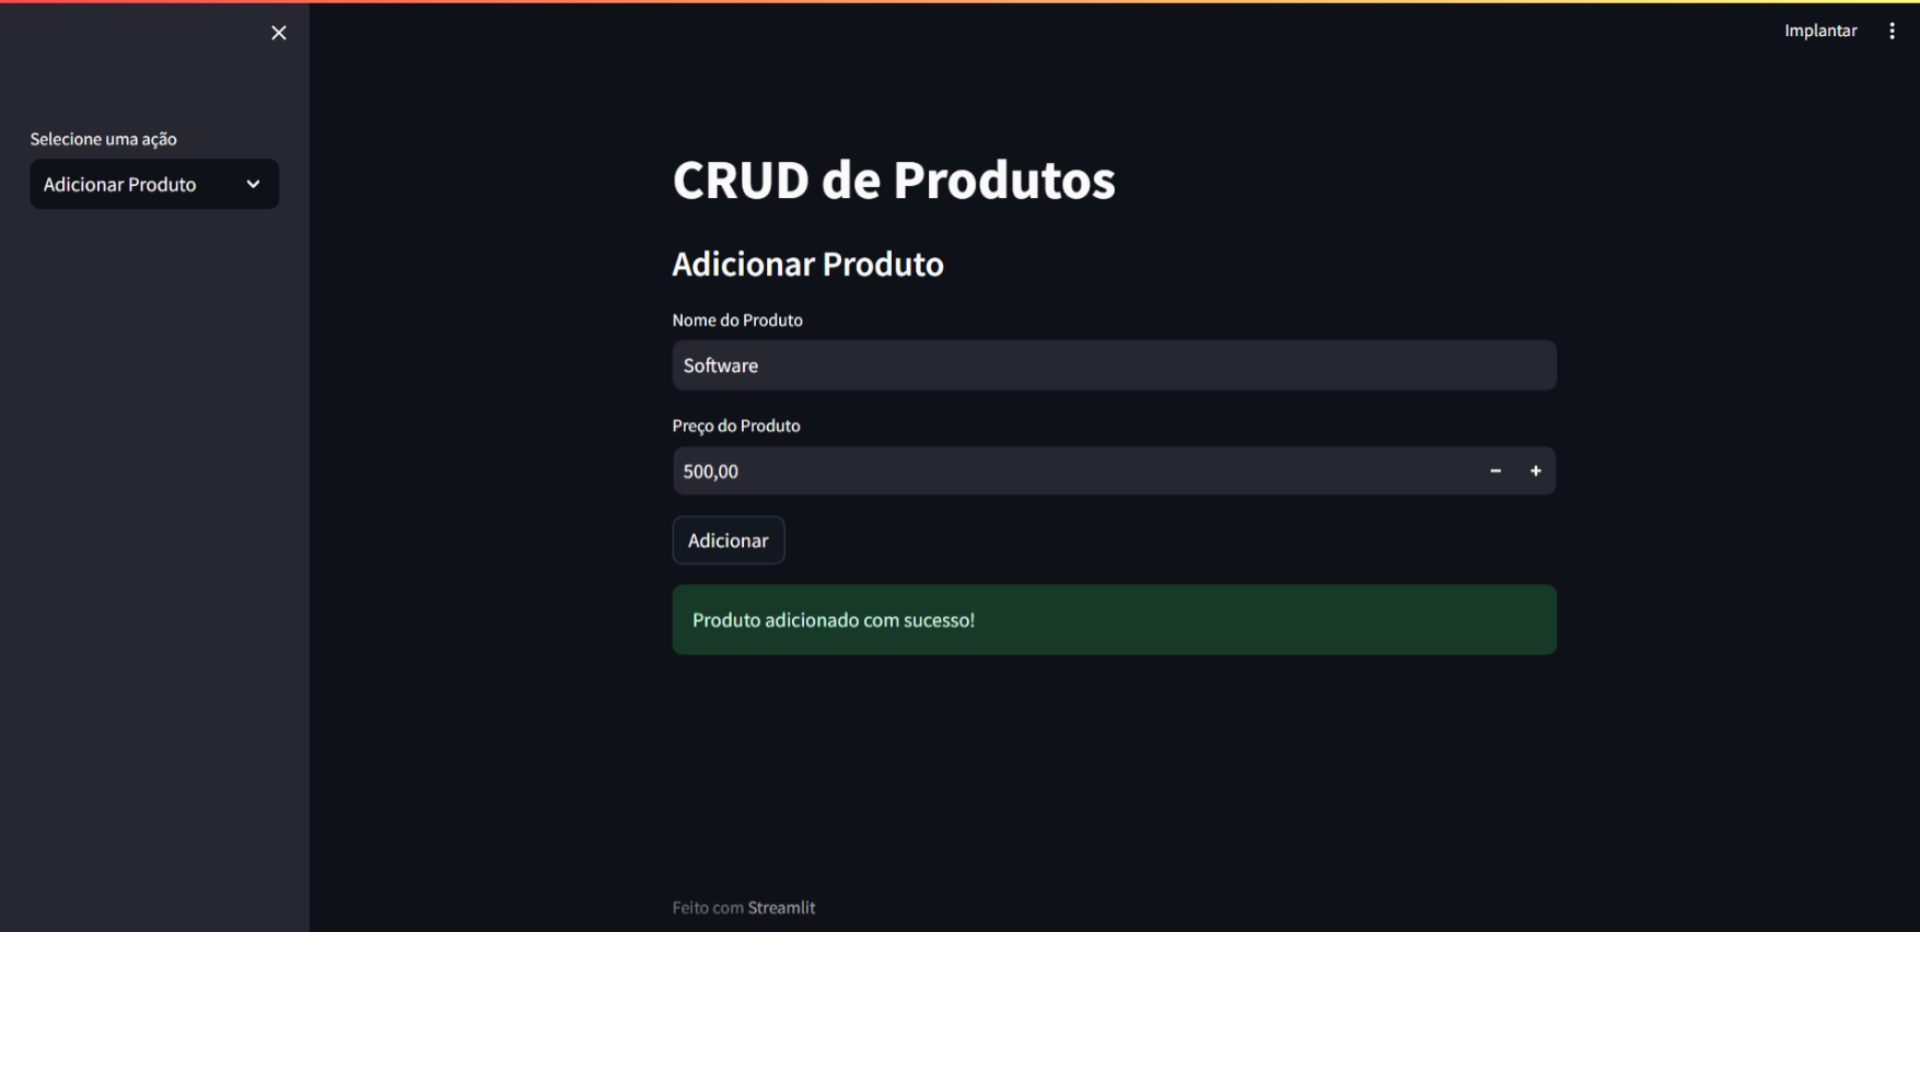 Implantar
Selecione uma ação
Adicionar Produto
CRUD de Produtos
Adicionar Produto
Nome do Produto
Software
Preço do Produto
500,00
Adicionar
Produto adicionado com sucesso!
Feito com Streamlit